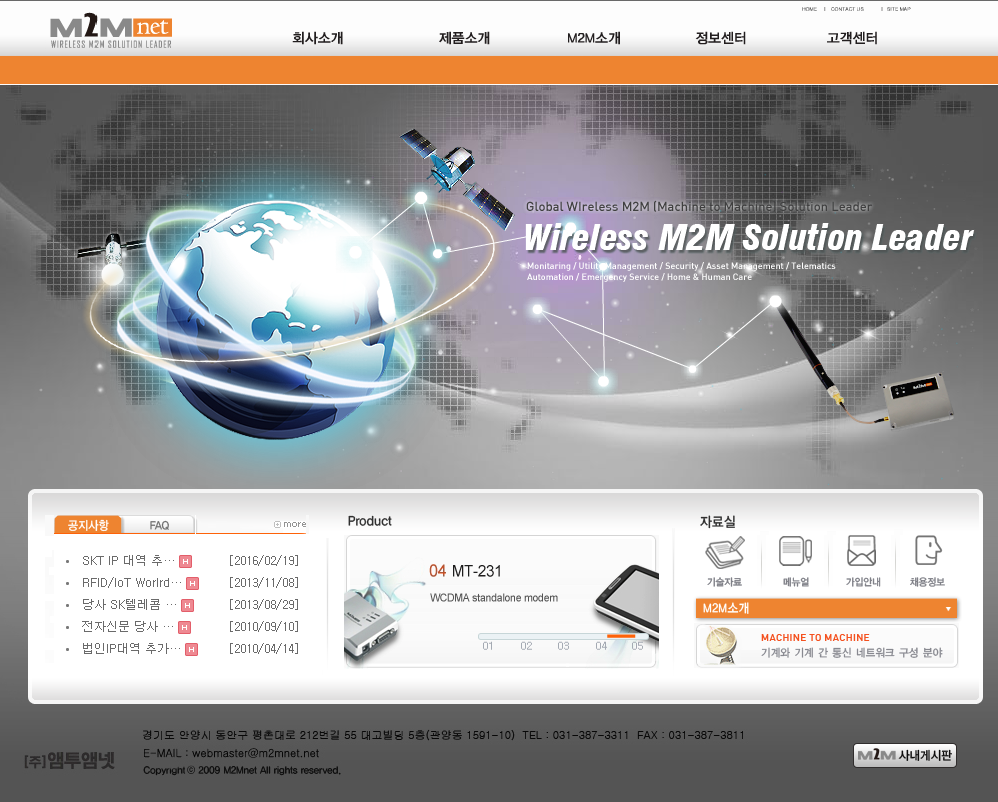 HOME | CONTACT US | SITE MAP
M2M net
WIRELESS M2M SOLUTION LEADER
회사소개 제품소개 M2M소개 정보센터 고객센터
Global WIreless M2M (Machine to Machine) Solution Leader
Wireless M2M Solution Leader
Monitaring / Utility Management / Security / Asset Management / Telematics
Automation / Emergency Service / Home & Human Care
공지사항 FAQ more
SKT IP 대역 추… H [2016/02/19]
RFID/IoT Worlrd… H [2013/11/08]
당사 SK텔레콤 … H [2013/08/29]
전자신문 당사 … H [2010/09/10]
법인IP대역 추가… H [2010/04/14]
Product
04 MT-231
WCDMA standalone modem
01 02 03 04 05
자료실
기술자료 메뉴얼 가입안내 채용정보
M2M소개
MACHINE TO MACHINE
기계와 기계 간 통신 네트워크 구성 분야
(주)앰투앰넷
경기도 안양시 동안구 평촌대로 212번길 55 대고빌딩 5층(관양동 1591-10) TEL : 031-387-3311 FAX : 031-387-3811
E-MAIL : webmaster@m2mnet.net
Copyright © 2009 M2Mnet All rights reserved.
M2M 사내게시판